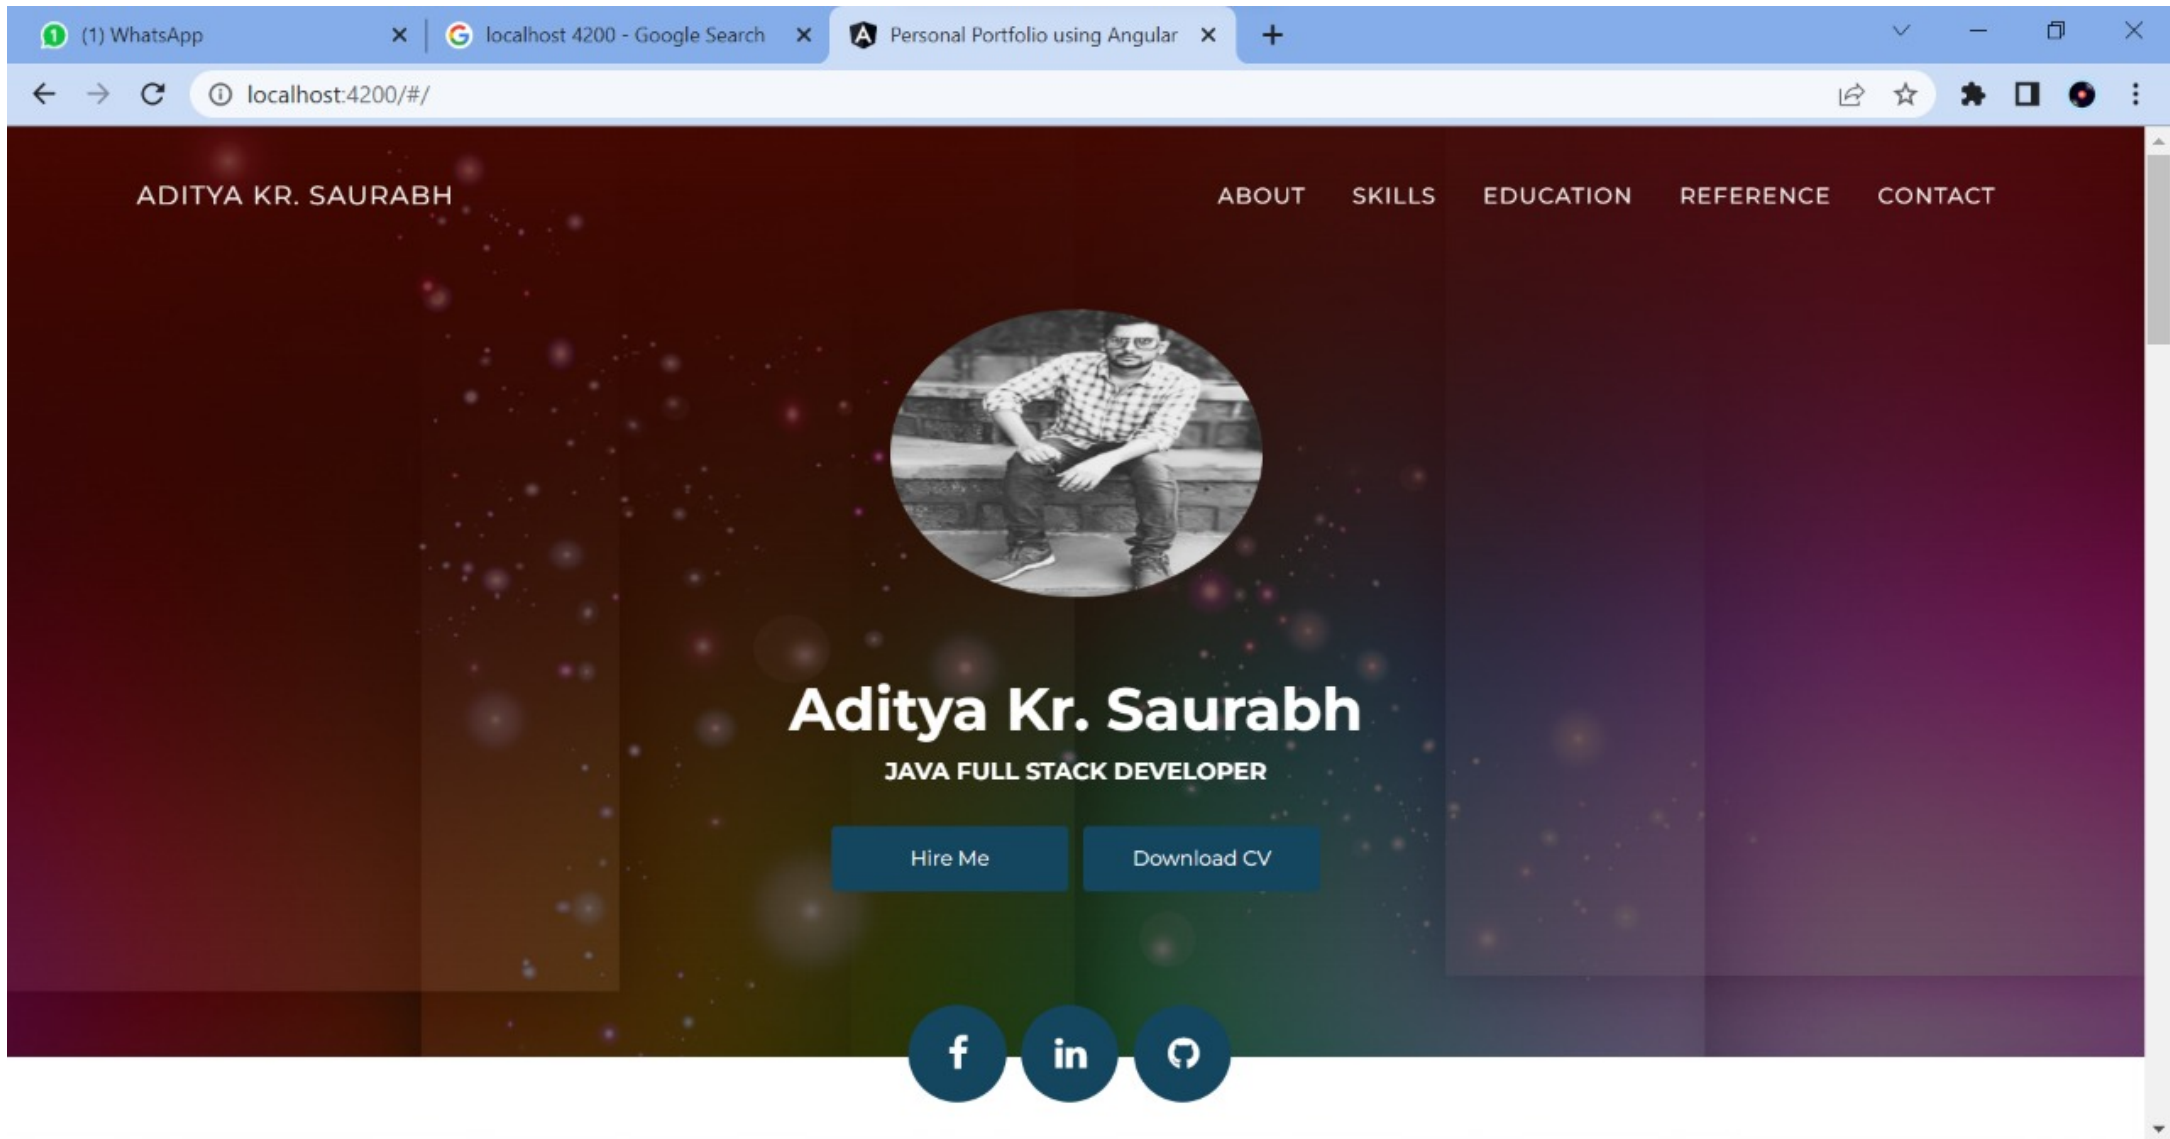 (1) WhatsApp
localhost 4200 - Google Search
Personal Portfolio using Angular
localhost:4200/#/
ADITYA KR. SAURABH
ABOUT SKILLS EDUCATION REFERENCE CONTACT
Aditya Kr. Saurabh
JAVA FULL STACK DEVELOPER
Hire Me Download CV